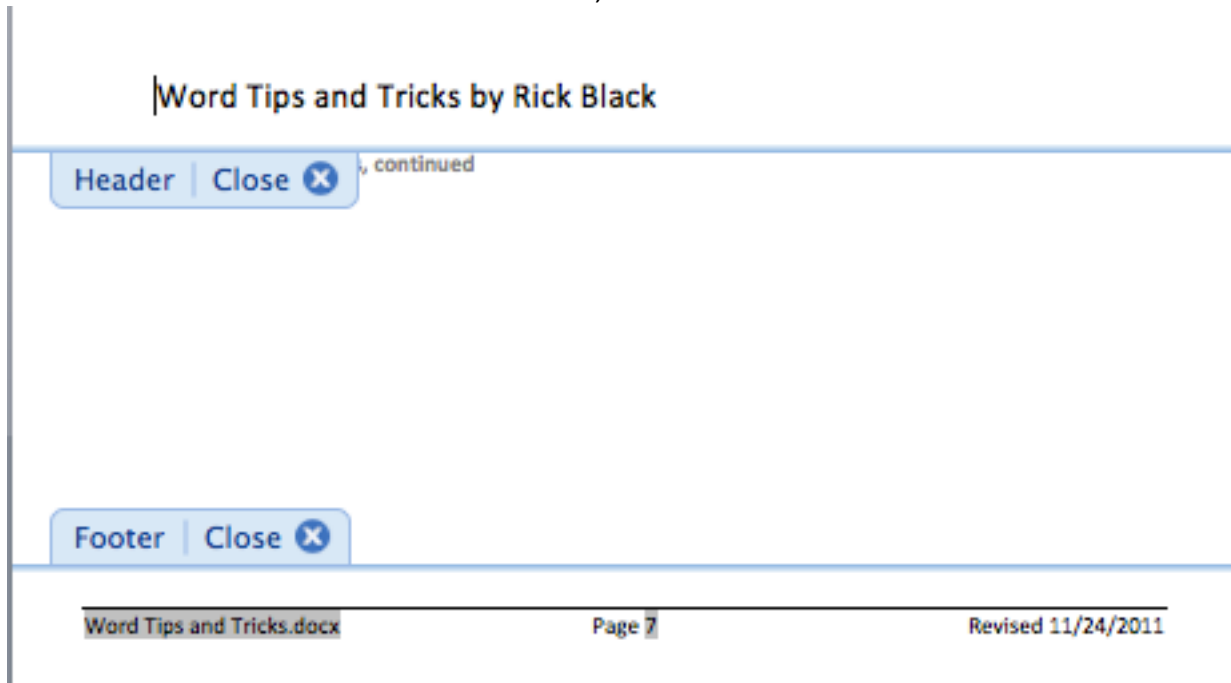 Word Tips and Tricks by Rick Black
Header Close , continued
Footer Close
Word Tips and Tricks.docx Page 7 Revised 11/24/2011